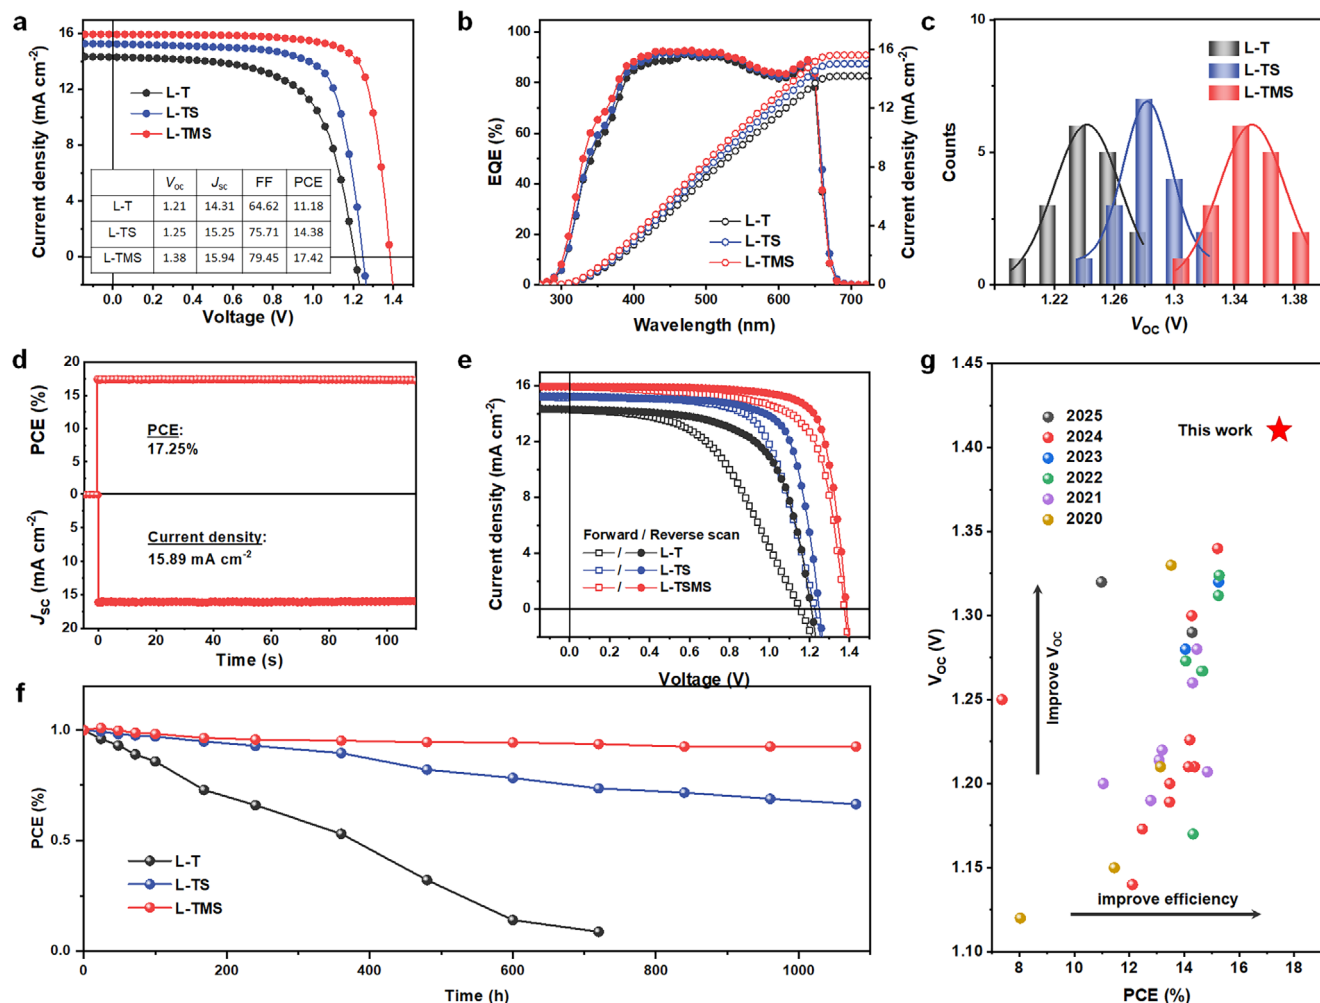 a
Current density (mA cm⁻²)
16
12
8
4
0
L-T
L-TS
L-TMS
Voc Jsc FF PCE
L-T 1.21 14.31 64.62 11.18
L-TS 1.25 15.25 75.71 14.38
L-TMS 1.38 15.94 79.45 17.42
0.0 0.2 0.4 0.6 0.8 1.0 1.2 1.4
Voltage (V)
b
EQE (%)
100
80
60
40
20
0
L-T
L-TS
L-TMS
16
14
12
10
8
6
4
2
0
Current density (mA cm⁻²)
300 400 500 600 700
Wavelength (nm)
c
Counts
10
5
0
L-T
L-TS
L-TMS
1.22 1.26 1.3 1.34 1.38
VOC (V)
d
PCE (%)
20
15
10
5
0
PCE:
17.25%
Jsc (mA cm⁻²)
5
10
15
20
25
Current density:
15.89 mA cm⁻²
0 20 40 60 80 100
Time (s)
e
Current density (mA cm⁻²)
16
12
8
4
0
Forward / Reverse scan
/ L-T
/ L-TS
/ L-TSMS
0.0 0.2 0.4 0.6 0.8 1.0 1.2 1.4
Voltage (V)
f
PCE (%)
1.0
0.5
0.0
L-T
L-TS
L-TMS
0 200 400 600 800 1000
Time (h)
g
VOC (V)
1.45
1.40
1.35
1.30
1.25
1.20
1.15
1.10
2025
2024
2023
2022
2021
2020
This work
Improve VOC
improve efficiency
8 10 12 14 16 18
PCE (%)